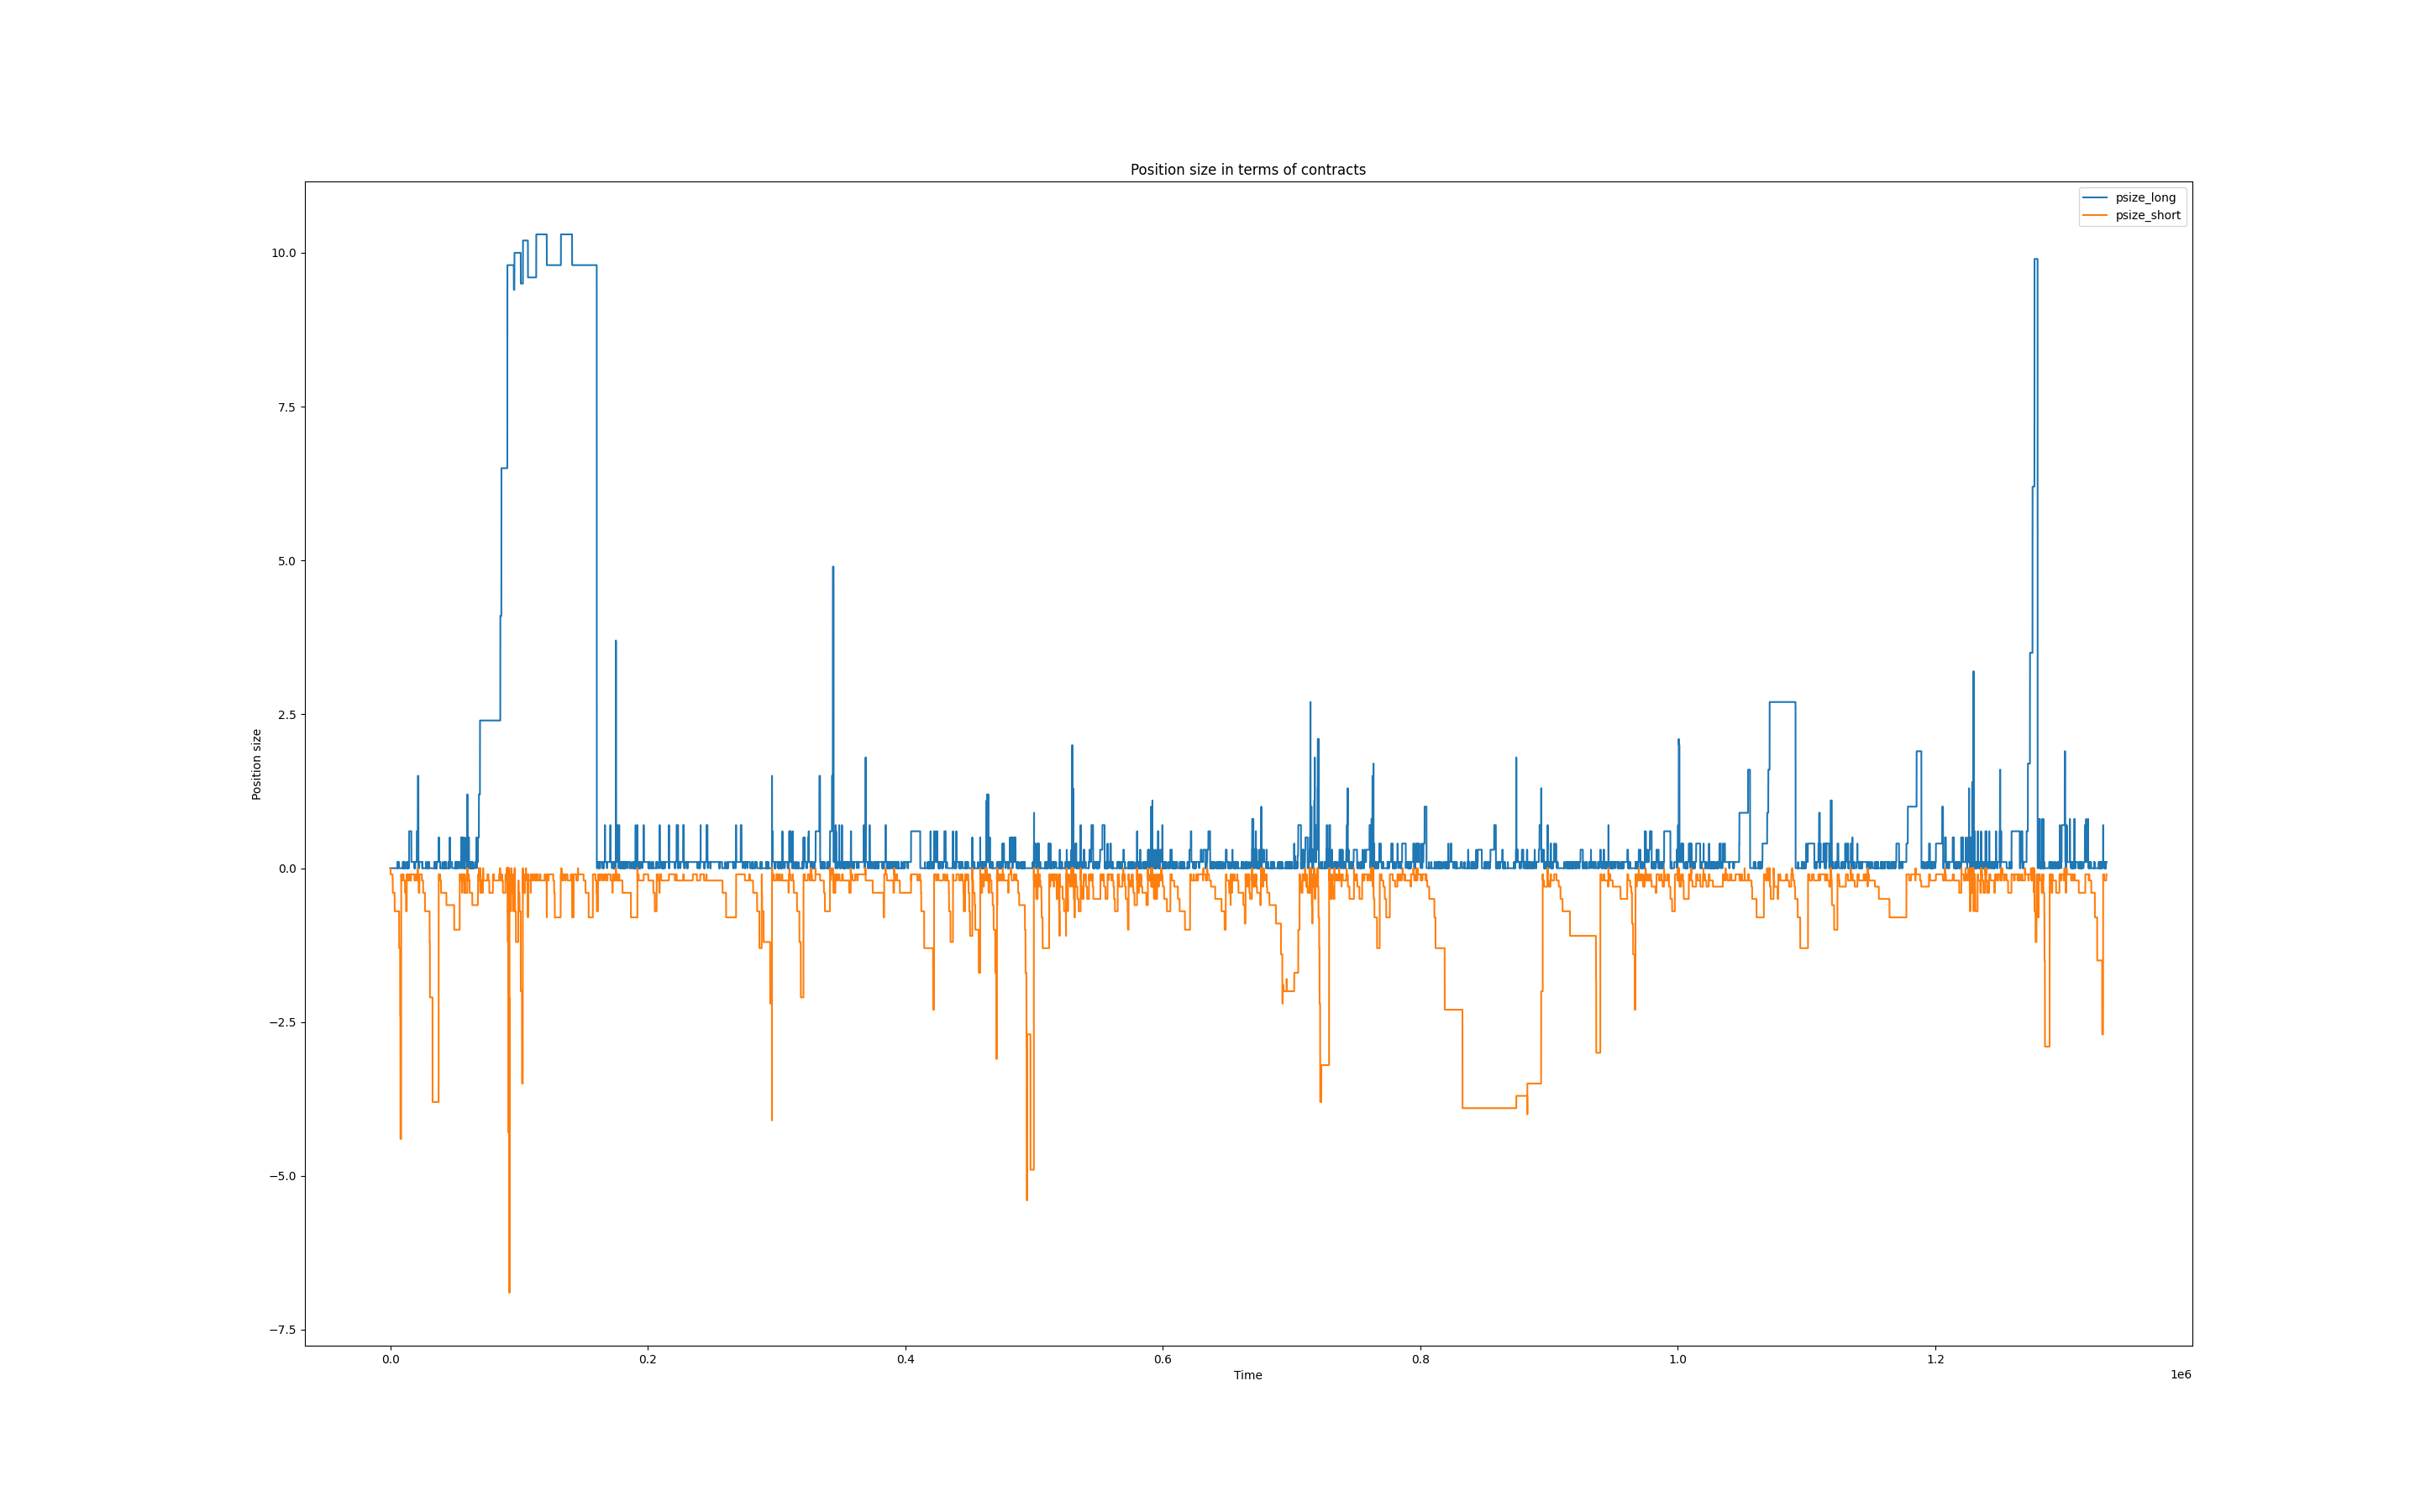 Position size in terms of contracts
psize_long
psize_short
10.0
7.5
5.0
2.5
0.0
−2.5
−5.0
−7.5
Position size
0.0 0.2 0.4 0.6 0.8 1.0 1.2
Time
1e6